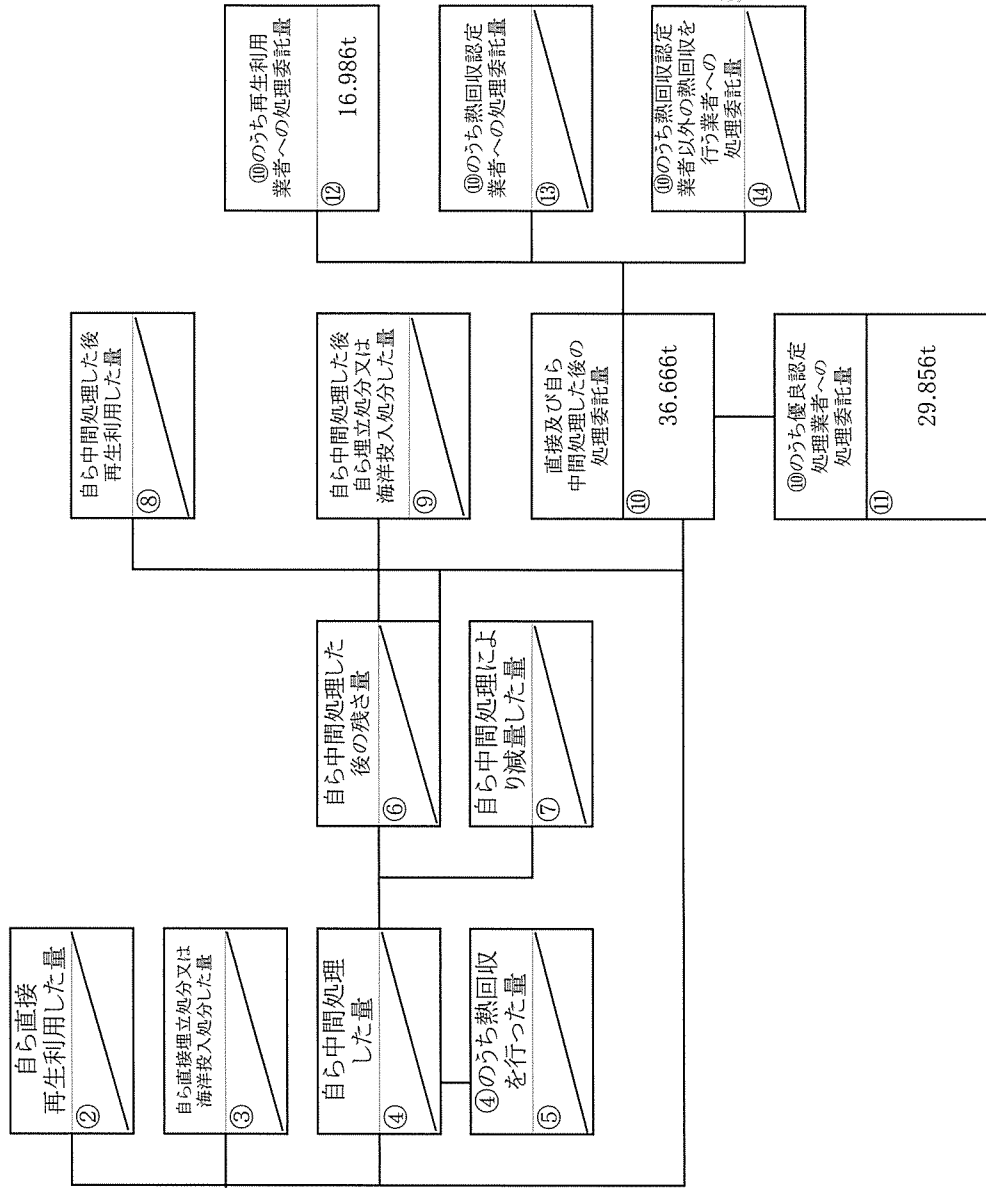 自ら直接
再生利用した量
②
自ら直接埋立処分又は
海洋投入処分した量
③
自ら中間処理
した量
④
④のうち熱回収
を行った量
⑤
自ら中間処理した
後の残さ量
⑥
自ら中間処理によ
り減量した量
⑦
自ら中間処理した後
再生利用した量
⑧
自ら中間処理した後
自ら埋立処分又は
海洋投入処分した量
⑨
直接及び自ら
中間処理した後の
処理委託量
⑩
36.666t
⑩のうち優良認定
処理業者への
処理委託量
⑪
29.856t
⑩のうち再生利用
業者への処理委託量
⑫
16.986t
⑩のうち熱回収認定
業者への処理委託量
⑬
⑩のうち熱回収認定
業者以外の熱回収を
行う業者への
処理委託量
⑭